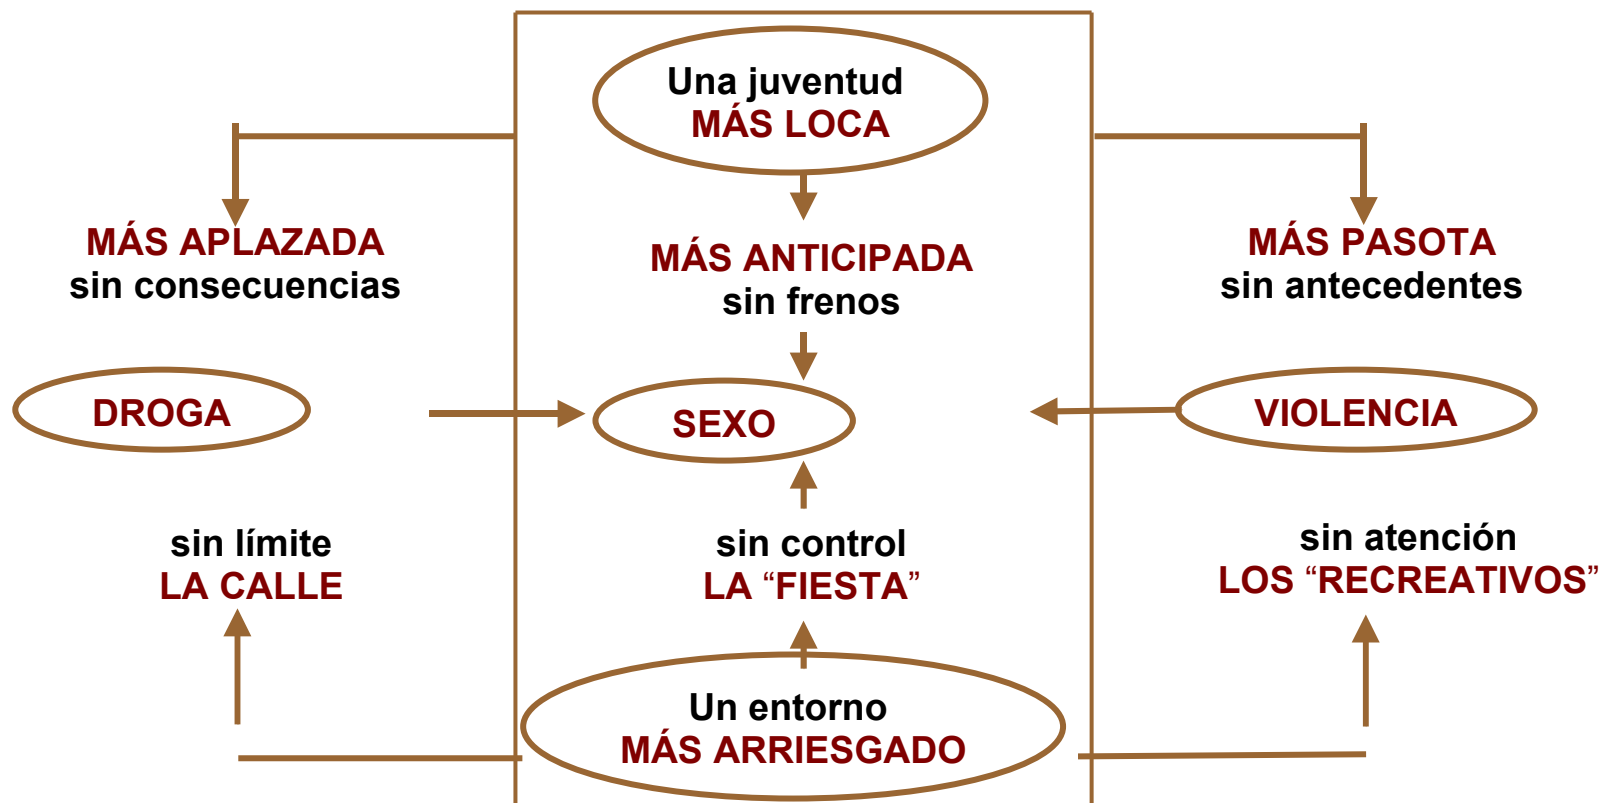 Una juventud
MÁS LOCA
MÁS APLAZADA
sin consecuencias
MÁS ANTICIPADA
sin frenos
MÁS PASOTA
sin antecedentes
DROGA
SEXO
VIOLENCIA
sin límite
LA CALLE
sin control
LA “FIESTA”
sin atención
LOS “RECREATIVOS”
Un entorno
MÁS ARRIESGADO